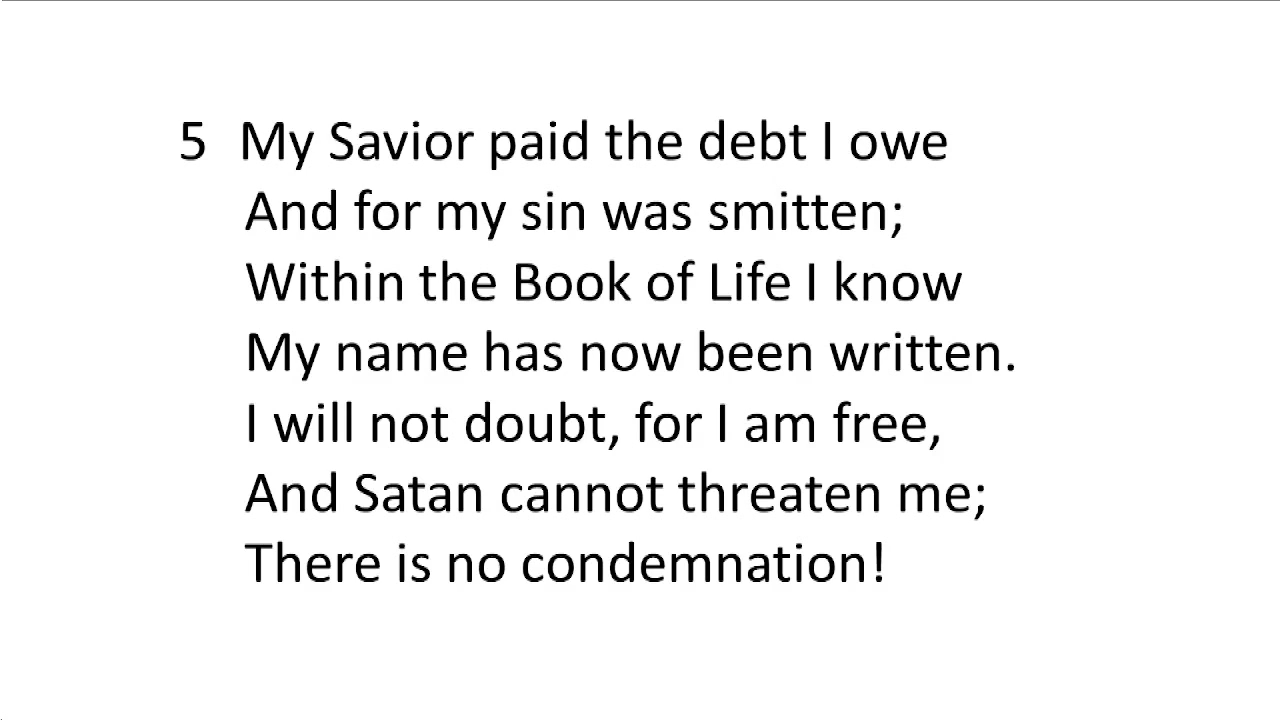 5 My Savior paid the debt I owe
And for my sin was smitten;
Within the Book of Life I know
My name has now been written.
I will not doubt, for I am free,
And Satan cannot threaten me;
There is no condemnation!